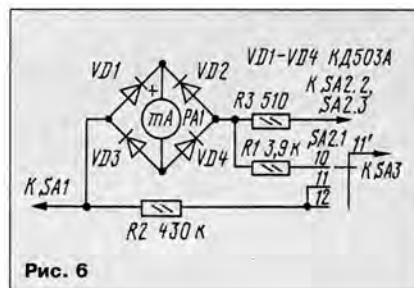 VD1
VD2
VD1-VD4 КД503А
К SA2.2,
SA2.3
R3 510
+
mA
PA1
SA2.1
R1 3,9 к
10
11'
К SA3
VD3
VD4
11
12
К SA1
R2 430 к
Рис. 6